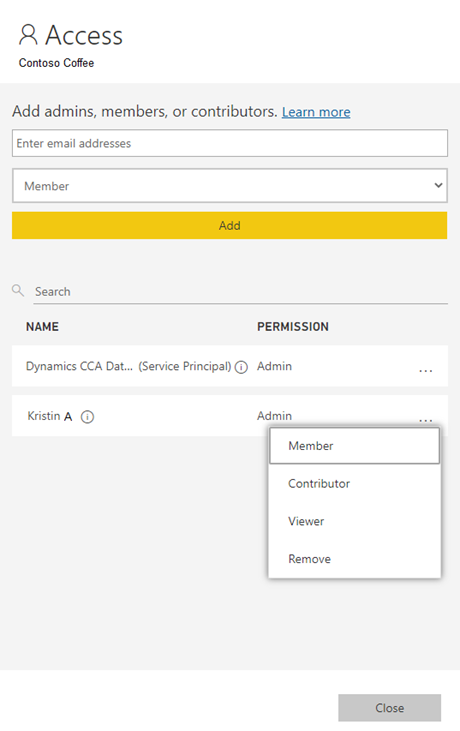 Access
Contoso Coffee
Add admins, members, or contributors. Learn more
Enter email addresses
Member
Add
Search
NAME PERMISSION
Dynamics CCA Dat... (Service Principal) Admin ...
Kristin A Admin ...
Member
Contributor
Viewer
Remove
Close